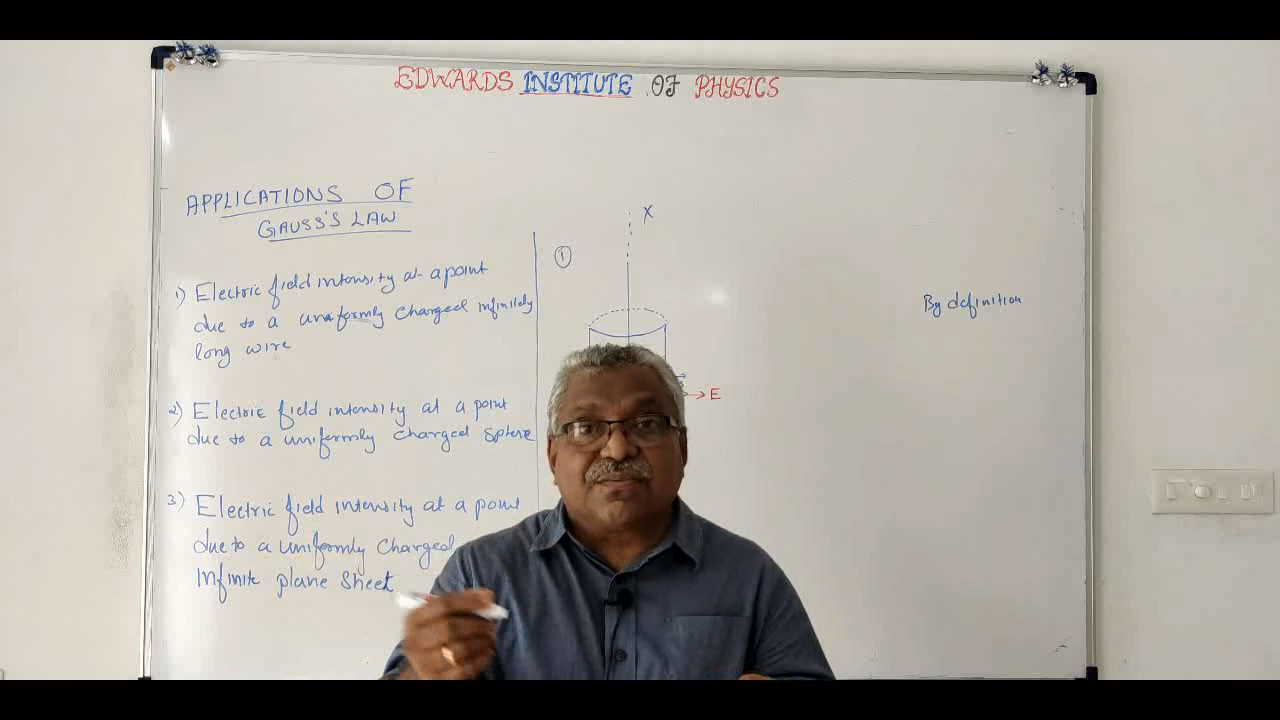 EDWARDS INSTITUTE OF PHYSICS
APPLICATIONS OF
GAUSS'S LAW
1) Electric field intensity at a point
due to a uniformly charged infinitely
long wire
2) Electric field intensity at a point
due to a uniformly charged sphere
3) Electric field intensity at a point
due to a uniformly charged
Infinite plane sheet
1
X
E
By definition